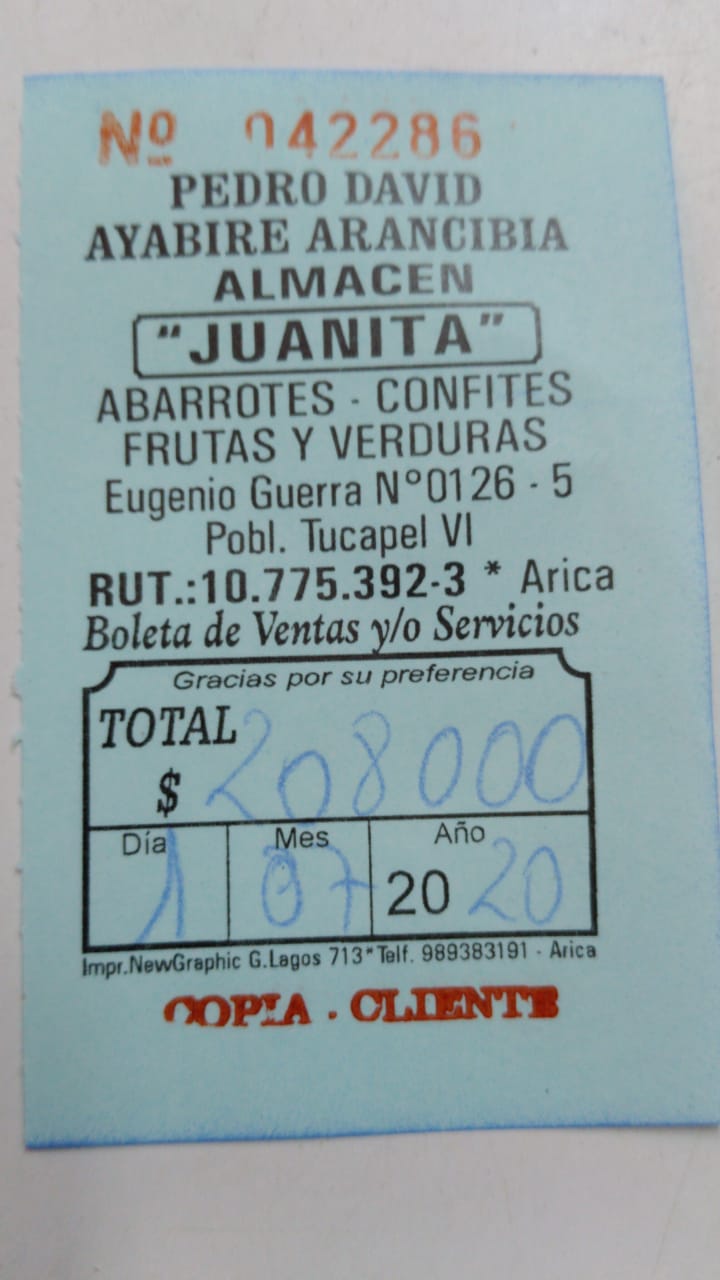 Nº 042286
PEDRO DAVID
AYABIRE ARANCIBIA
ALMACEN
"JUANITA"
ABARROTES - CONFITES
FRUTAS Y VERDURAS
Eugenio Guerra N°0126 - 5
Pobl. Tucapel VI
RUT.:10.775.392-3 * Arica
Boleta de Ventas y/o Servicios
Gracias por su preferencia
TOTAL
$ 208000
Día Mes Año
1 07 2020
Impr.NewGraphic G.Lagos 713*Telf. 989383191 - Arica
COPIA - CLIENTE